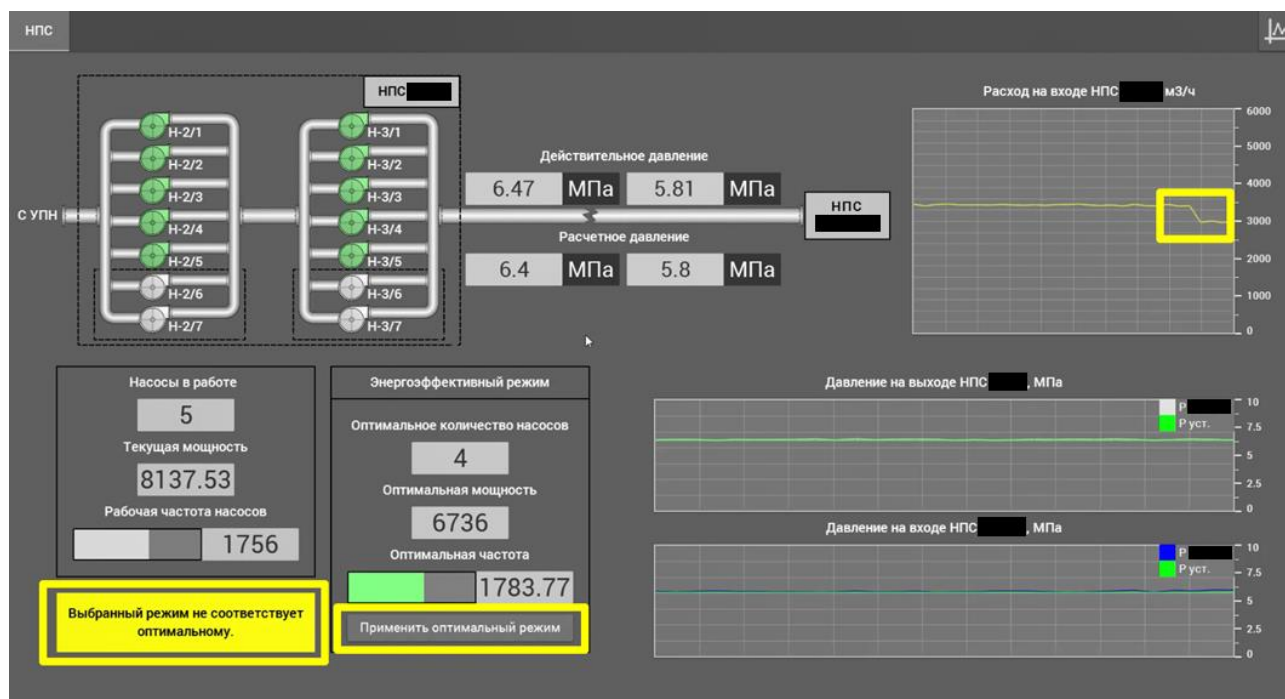 НПС
НПС
Н-2/1
Н-2/2
Н-2/3
Н-2/4
Н-2/5
Н-2/6
Н-2/7
Н-3/1
Н-3/2
Н-3/3
Н-3/4
Н-3/5
Н-3/6
Н-3/7
С УПН
Действительное давление
6.47 МПа 5.81 МПа
Расчетное давление
6.4 МПа 5.8 МПа
НПС
Расход на входе НПС м3/ч
6000
5000
4000
3000
2000
1000
0
Насосы в работе
5
Текущая мощность
8137.53
Рабочая частота насосов
1756
Выбранный режим не соответствует
оптимальному.
Энергоэффективный режим
Оптимальное количество насосов
4
Оптимальная мощность
6736
Оптимальная частота
1783.77
Применить оптимальный режим
Давление на выходе НПС , МПа
Р
Р уст.
10
7.5
5
2.5
0
Давление на входе НПС , МПа
Р
Р уст.
10
7.5
5
2.5
0